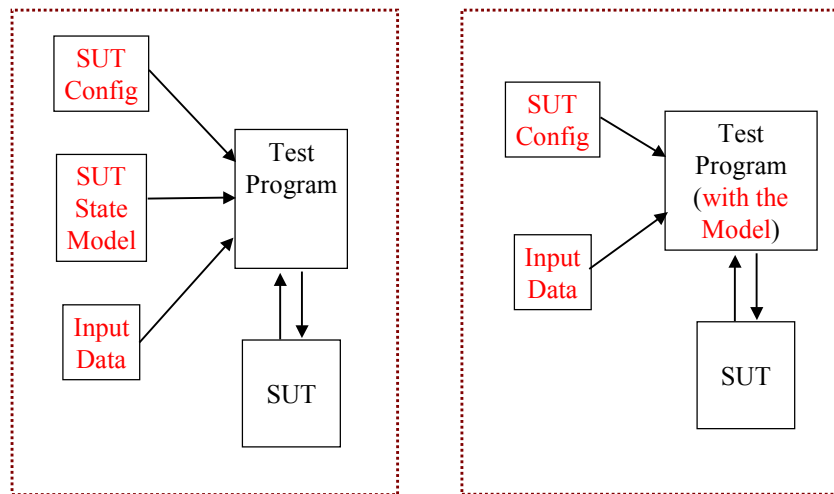 SUT
Config
SUT
State
Model
Input
Data
Test
Program
SUT
SUT
Config
Input
Data
Test
Program
(with the
Model)
SUT